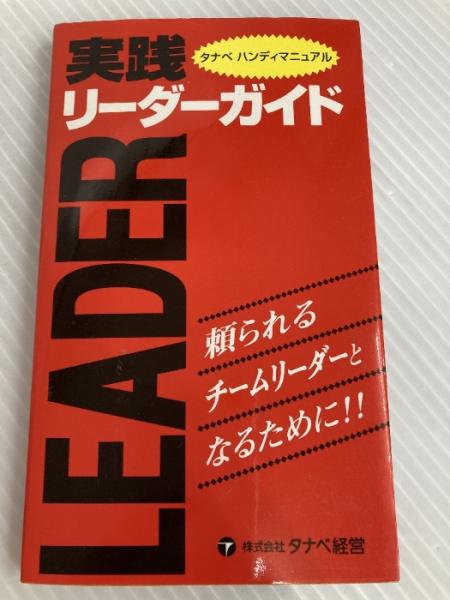 実践
タナベ ハンディマニュアル
リーダーガイド
LEADER
頼られる
チームリーダーと
なるために!!
株式会社 タナベ経営